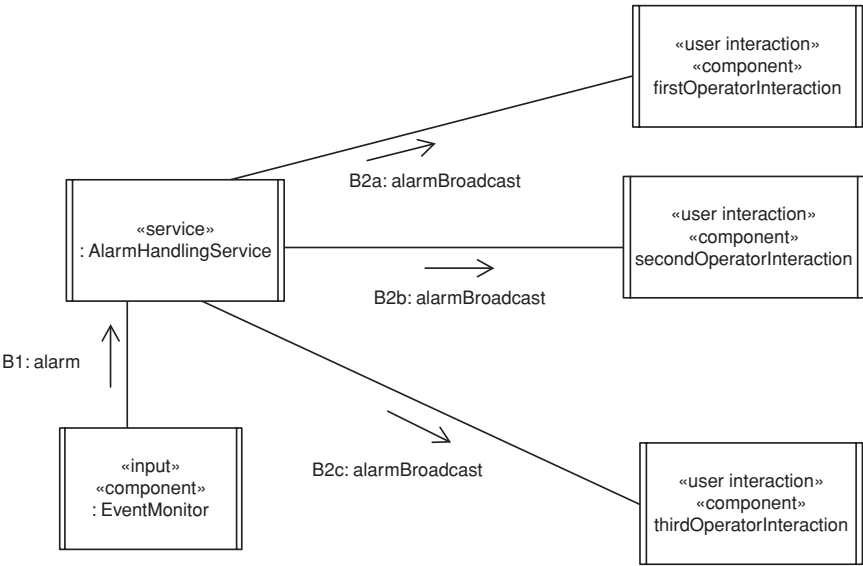 «user interaction»
«component»
firstOperatorInteraction
B2a: alarmBroadcast
«service»
: AlarmHandlingService
«user interaction»
«component»
secondOperatorInteraction
B2b: alarmBroadcast
B1: alarm
B2c: alarmBroadcast
«input»
«component»
: EventMonitor
«user interaction»
«component»
thirdOperatorInteraction